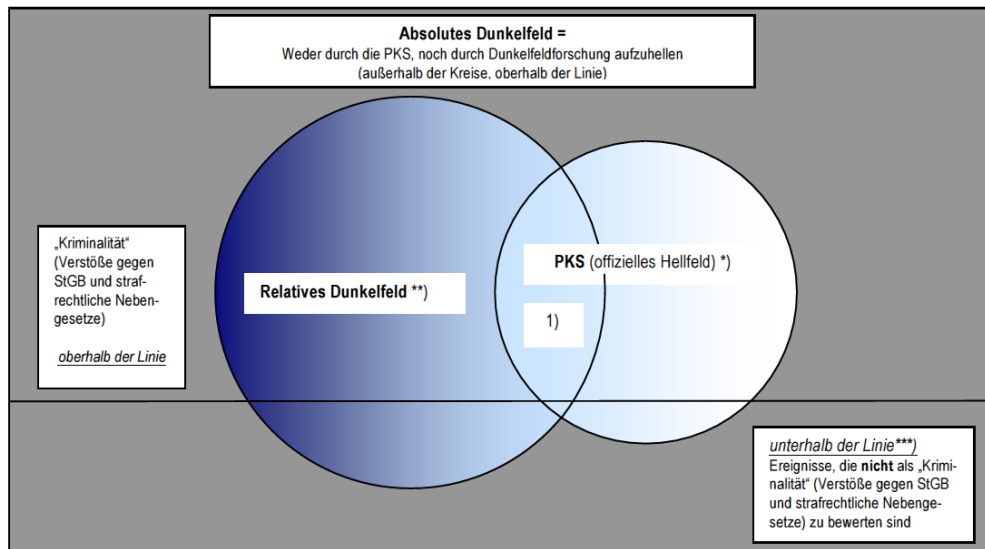 Absolutes Dunkelfeld =
Weder durch die PKS, noch durch Dunkelfeldforschung aufzuhellen
(außerhalb der Kreise, oberhalb der Linie)
„Kriminalität“
(Verstöße gegen
StGB und straf-
rechtliche Neben-
gesetze)
oberhalb der Linie
Relatives Dunkelfeld **)
PKS (offizielles Hellfeld) *)
1)
unterhalb der Linie***)
Ereignisse, die nicht als „Krimi-
nalität“ (Verstöße gegen StGB
und strafrechtliche Nebenge-
setze) zu bewerten sind